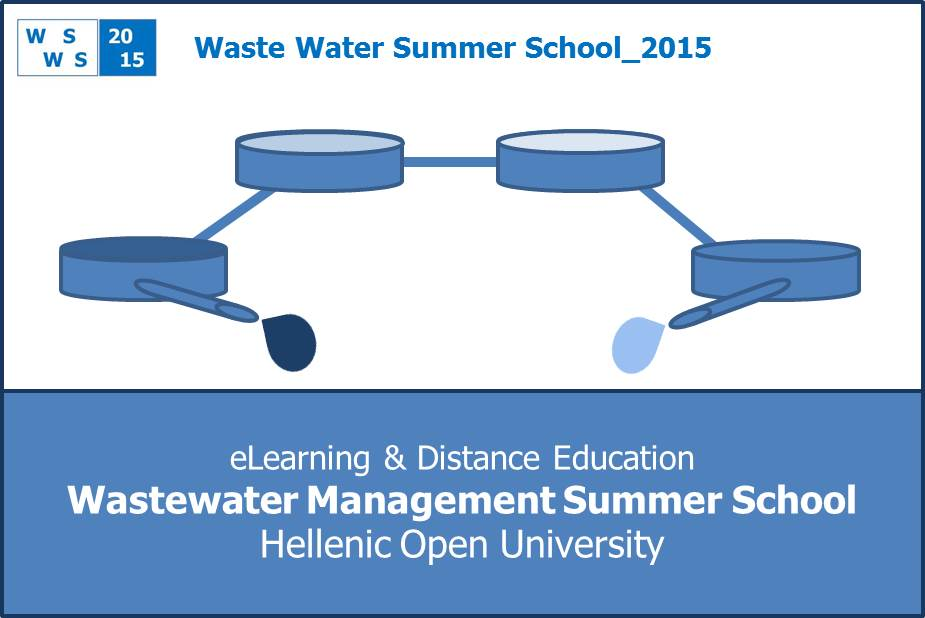 W S 20
W S 15
Waste Water Summer School_2015
eLearning & Distance Education
Wastewater Management Summer School
Hellenic Open University